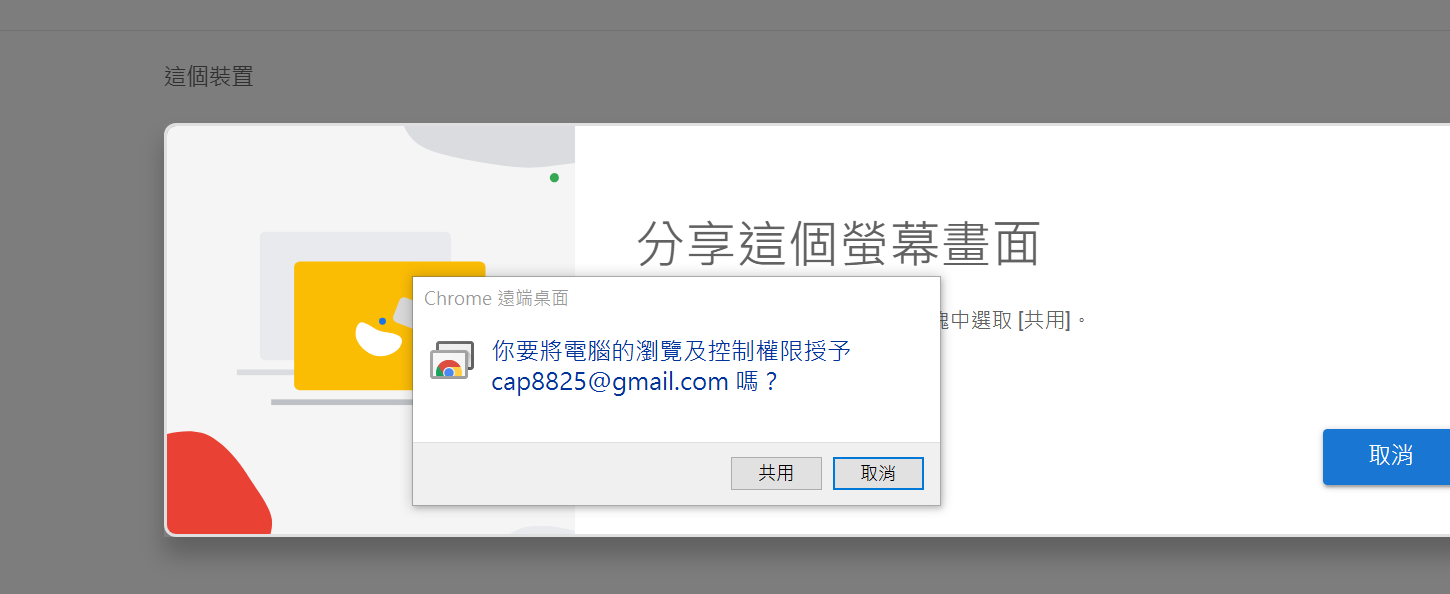 這個裝置
分享這個螢幕畫面
中選取 [共用]。
Chrome 遠端桌面
你要將電腦的瀏覽及控制權限授予
cap8825@gmail.com 嗎？
共用
取消
取消